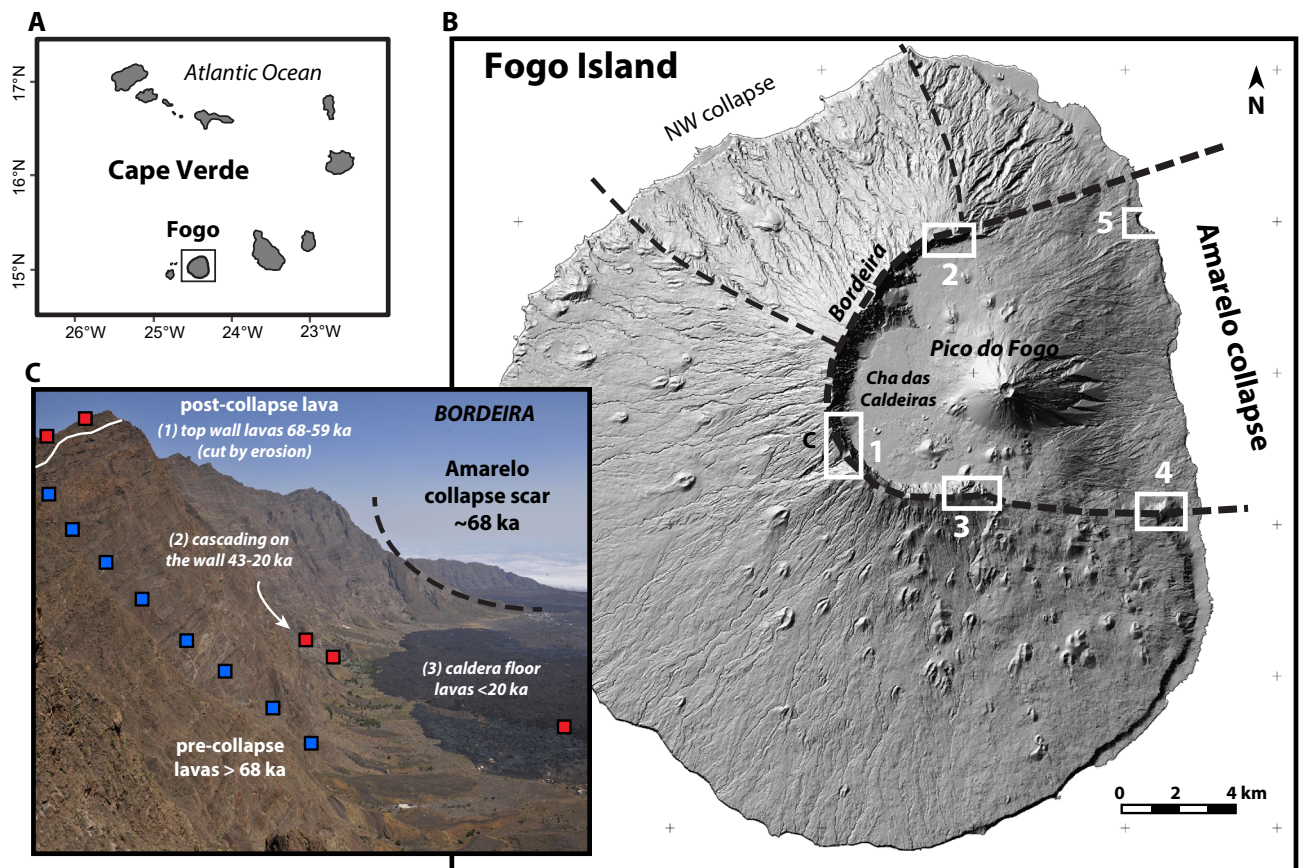 A
17°N
16°N
15°N
26°W
25°W
24°W
23°W
Atlantic Ocean
Cape Verde
Fogo
B
Fogo Island
N
NW collapse
Bordeira
2
5
Amarelo collapse
Pico do Fogo
Cha das
Caldeiras
C
1
3
4
0 2 4 km
C
post-collapse lava
(1) top wall lavas 68-59 ka
(cut by erosion)
BORDEIRA
Amarelo
collapse scar
~68 ka
(2) cascading on
the wall 43-20 ka
(3) caldera floor
lavas <20 ka
pre-collapse
lavas > 68 ka